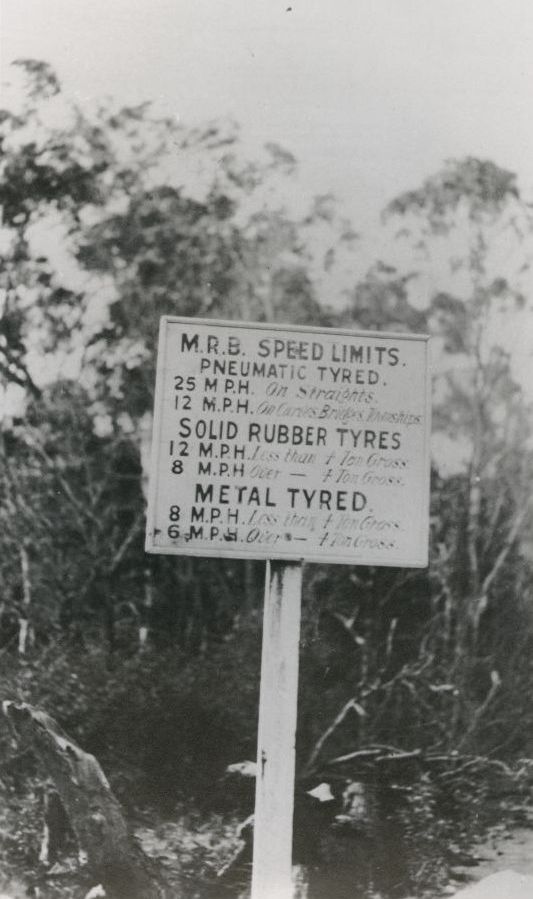 M.R.B. SPEED LIMITS.
PNEUMATIC TYRED.
25 M.P.H. On Straights.
12 M.P.H. On Curves, Bridges, Townships.
SOLID RUBBER TYRES
12 M.P.H. Less than 4 Ton Gross.
8 M.P.H Over — 4 Ton Gross.
METAL TYRED.
8 M.P.H. Less than 4 Ton Gross.
6 M.P.H. Over — 4 Ton Gross.